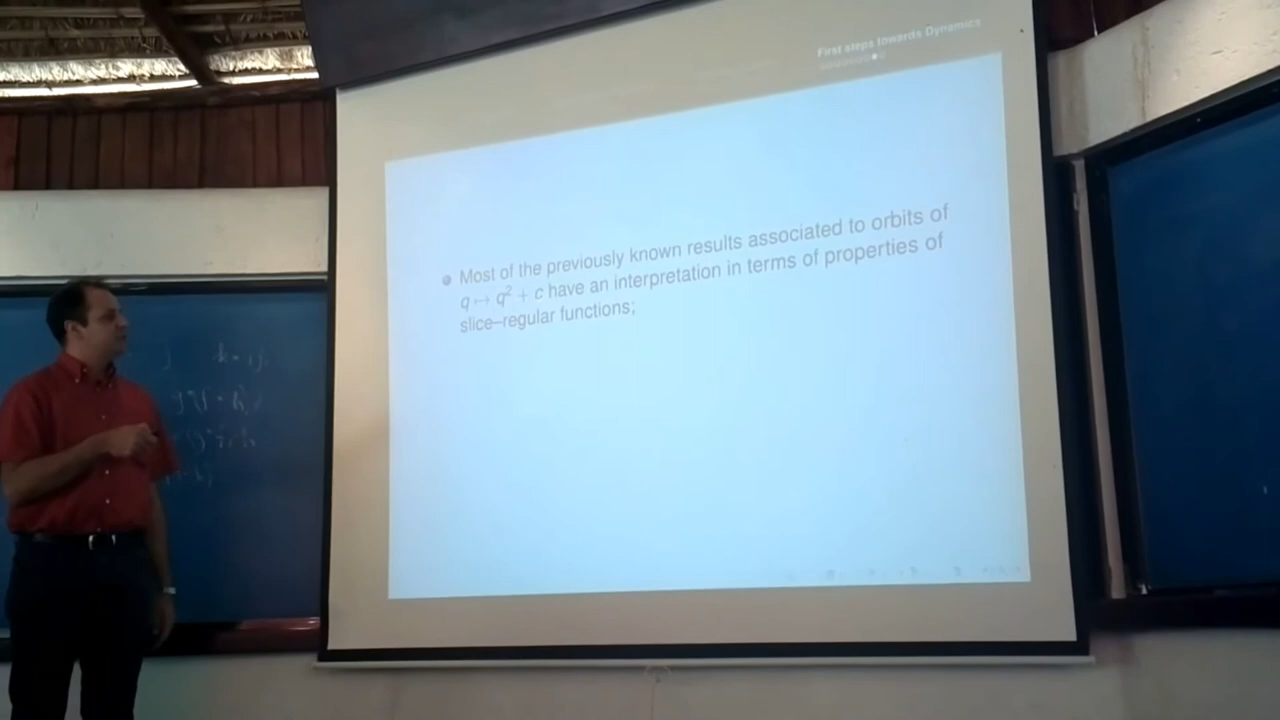 First steps towards Dynamics
Most of the previously known results associated to orbits of
q ↦ q² + c have an interpretation in terms of properties of
slice–regular functions;